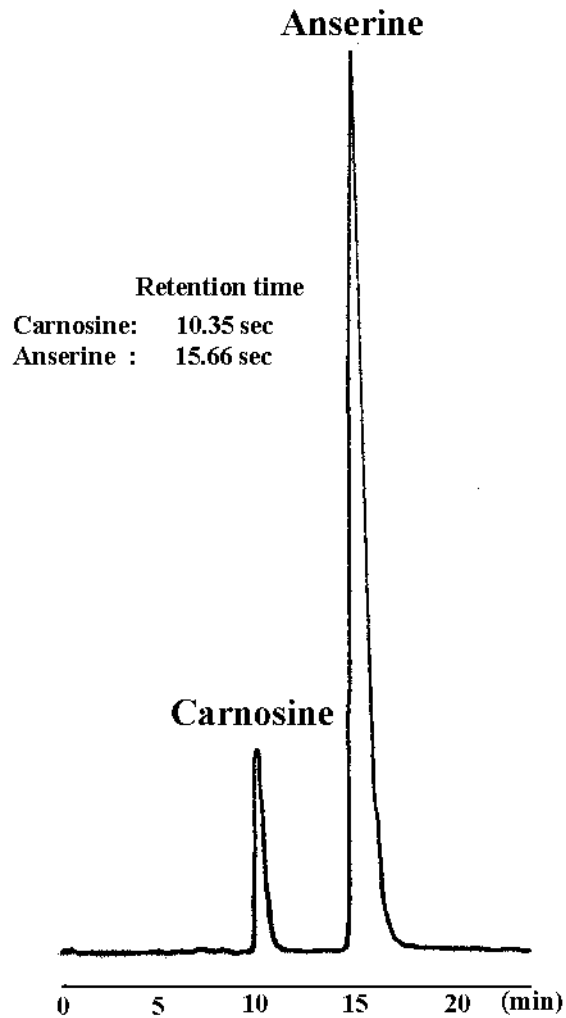 Anserine
Retention time
Carnosine: 10.35 sec
Anserine : 15.66 sec
Carnosine
0 5 10 15 20 (min)